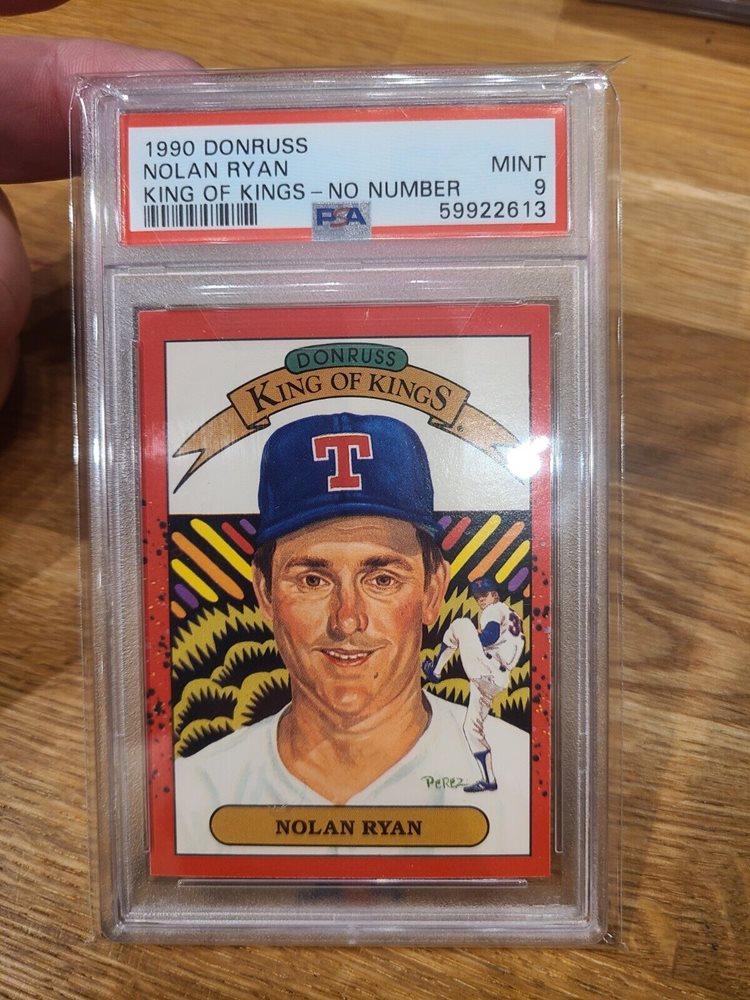 1990 DONRUSS
NOLAN RYAN MINT
KING OF KINGS - NO NUMBER 9
PSA 59922613
DONRUSS
KING OF KINGS
T
3
PEREZ
NOLAN RYAN